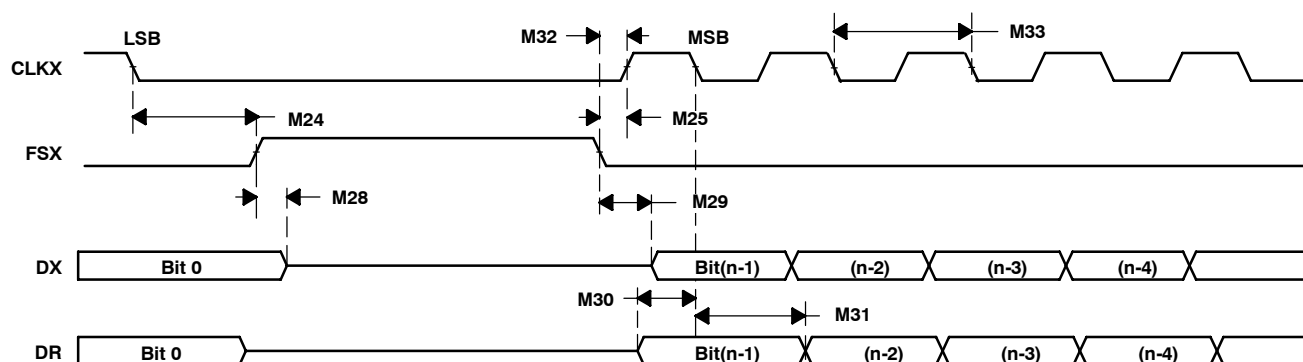 LSB
M32
MSB
M33
CLKX
M24
M25
FSX
M28
M29
DX
Bit 0
Bit(n-1)
(n-2)
(n-3)
(n-4)
M30
M31
DR
Bit 0
Bit(n-1)
(n-2)
(n-3)
(n-4)